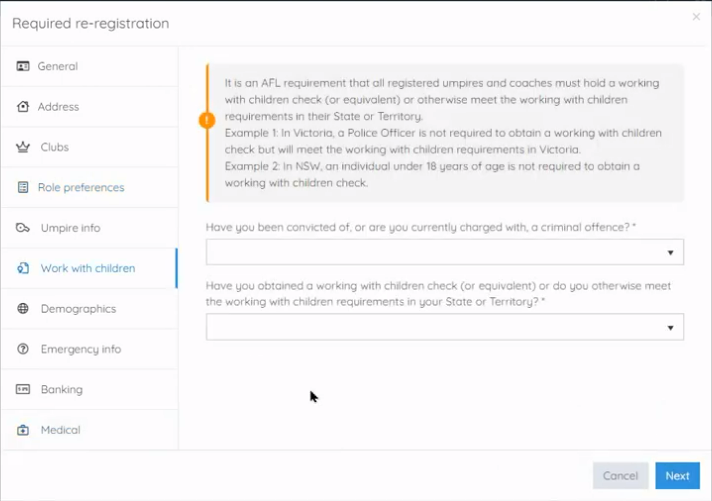 Required re-registration
General
Address
Clubs
Role preferences
Umpire info
Work with children
Demographics
Emergency info
Banking
Medical
It is an AFL requirement that all registered umpires and coaches must hold a working
with children check (or equivalent) or otherwise meet the working with children
requirements in their State or Territory.
Example 1: In Victoria, a Police Officer is not required to obtain a working with children
check but will meet the working with children requirements in Victoria.
Example 2: In NSW, an individual under 18 years of age is not required to obtain a
working with children check.
Have you been convicted of, or are you currently charged with, a criminal offence? *
Have you obtained a working with children check (or equivalent) or do you otherwise meet
the working with children requirements in your State or Territory? *
Cancel
Next